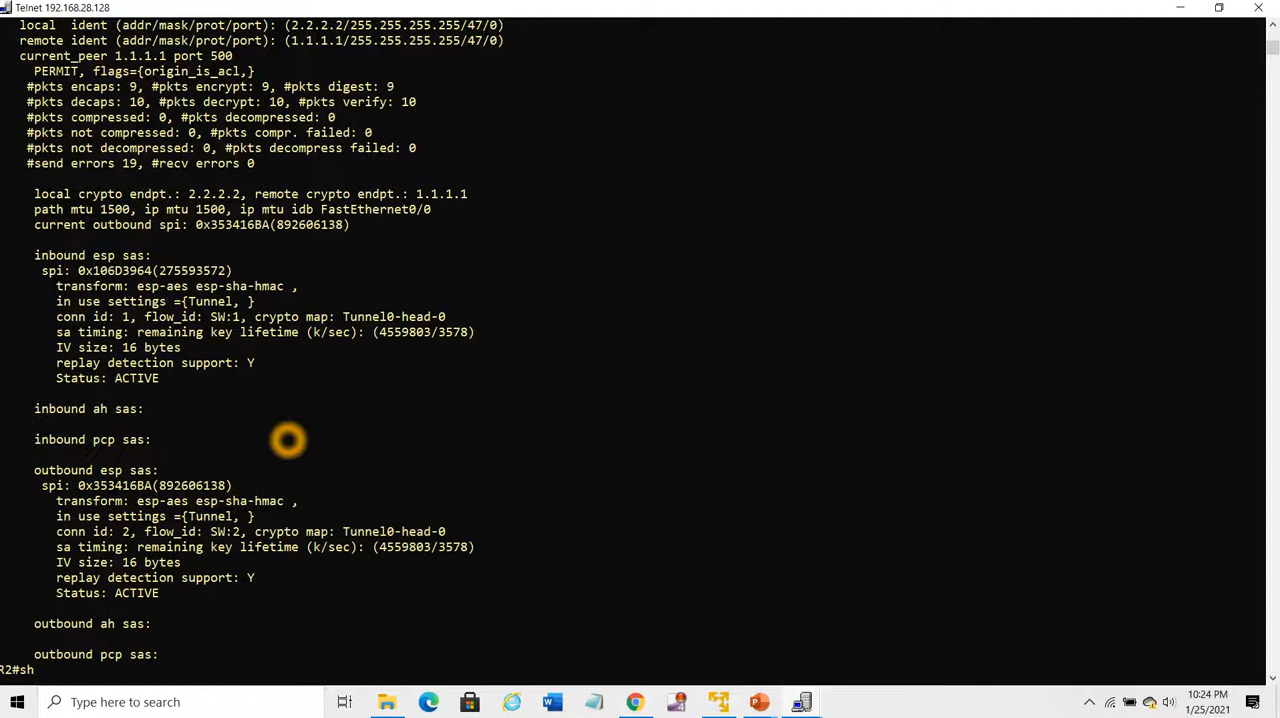 Telnet 192.168.28.128
local  ident (addr/mask/prot/port): (2.2.2.2/255.255.255.255/47/0)
remote ident (addr/mask/prot/port): (1.1.1.1/255.255.255.255/47/0)
current_peer 1.1.1.1 port 500
PERMIT, flags={origin_is_acl,}
#pkts encaps: 9, #pkts encrypt: 9, #pkts digest: 9
#pkts decaps: 10, #pkts decrypt: 10, #pkts verify: 10
#pkts compressed: 0, #pkts decompressed: 0
#pkts not compressed: 0, #pkts compr. failed: 0
#pkts not decompressed: 0, #pkts decompress failed: 0
#send errors 19, #recv errors 0
local crypto endpt.: 2.2.2.2, remote crypto endpt.: 1.1.1.1
path mtu 1500, ip mtu 1500, ip mtu idb FastEthernet0/0
current outbound spi: 0x353416BA(892606138)
inbound esp sas:
spi: 0x106D3964(275593572)
transform: esp-aes esp-sha-hmac ,
in use settings ={Tunnel, }
conn id: 1, flow_id: SW:1, crypto map: Tunnel0-head-0
sa timing: remaining key lifetime (k/sec): (4559803/3578)
IV size: 16 bytes
replay detection support: Y
Status: ACTIVE
inbound ah sas:
inbound pcp sas:
outbound esp sas:
spi: 0x353416BA(892606138)
transform: esp-aes esp-sha-hmac ,
in use settings ={Tunnel, }
conn id: 2, flow_id: SW:2, crypto map: Tunnel0-head-0
sa timing: remaining key lifetime (k/sec): (4559803/3578)
IV size: 16 bytes
replay detection support: Y
Status: ACTIVE
outbound ah sas:
outbound pcp sas:
R2#sh
Type here to search
10:24 PM
1/25/2021